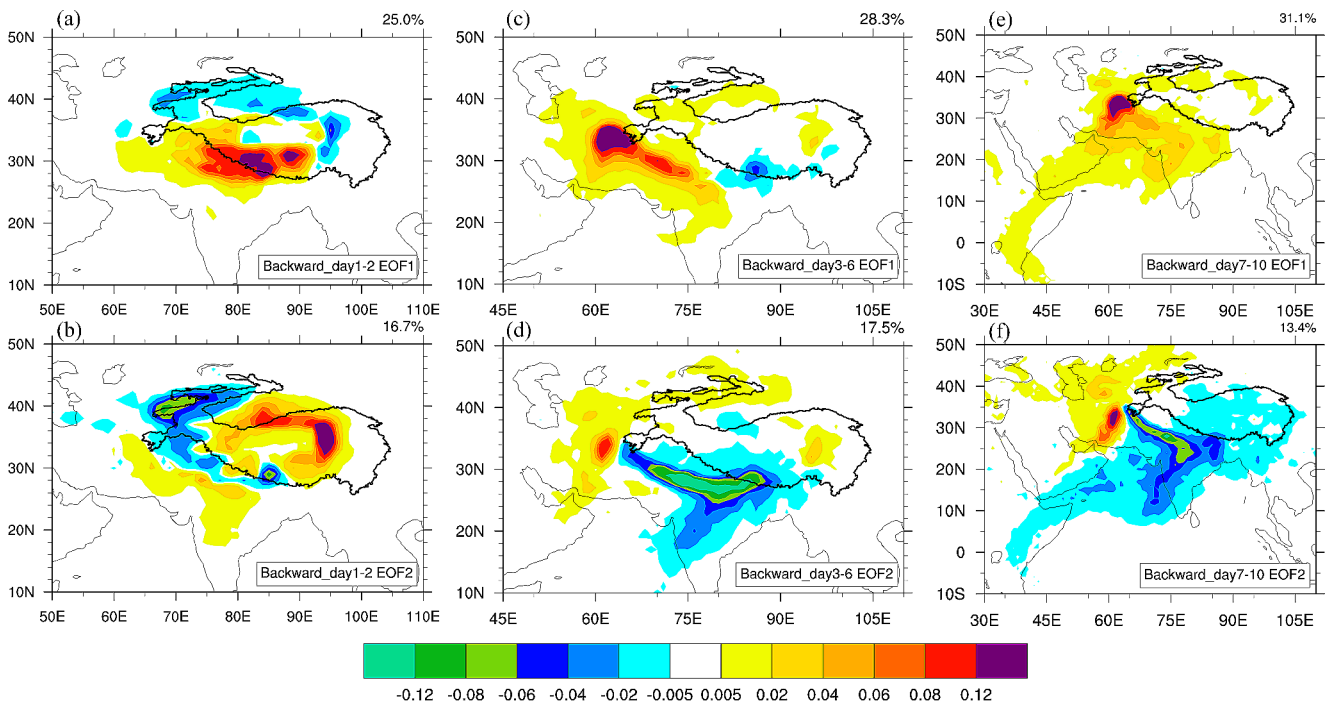 (a) 25.0%
50N
40N
30N
20N
10N
50E 60E 70E 80E 90E 100E 110E
Backward_day1-2 EOF1
(c) 28.3%
50N
40N
30N
20N
10N
45E 60E 75E 90E 105E
Backward_day3-6 EOF1
(e) 31.1%
50N
40N
30N
20N
10N
0
10S
30E 45E 60E 75E 90E 105E
Backward_day7-10 EOF1
(b) 16.7%
50N
40N
30N
20N
10N
50E 60E 70E 80E 90E 100E 110E
Backward_day1-2 EOF2
(d) 17.5%
50N
40N
30N
20N
10N
45E 60E 75E 90E 105E
Backward_day3-6 EOF2
(f) 13.4%
50N
40N
30N
20N
10N
0
10S
30E 45E 60E 75E 90E 105E
Backward_day7-10 EOF2
-0.12 -0.08 -0.06 -0.04 -0.02 -0.005 0.005 0.02 0.04 0.06 0.08 0.12